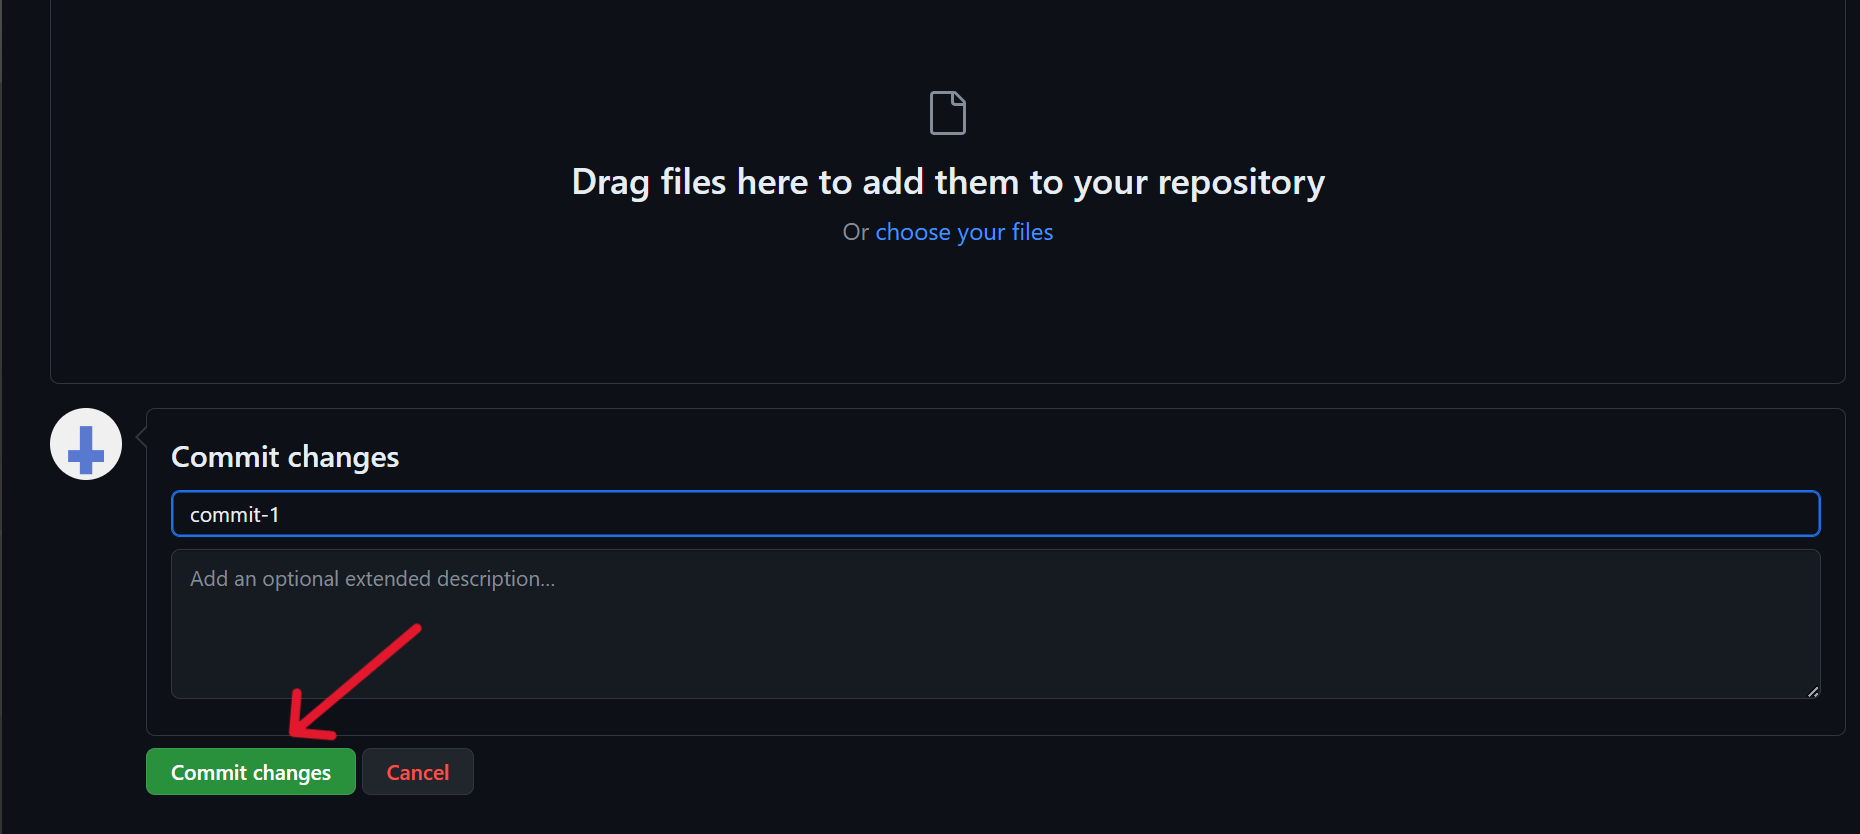 Drag files here to add them to your repository
Or choose your files
Commit changes
commit-1
Add an optional extended description...
Commit changes
Cancel